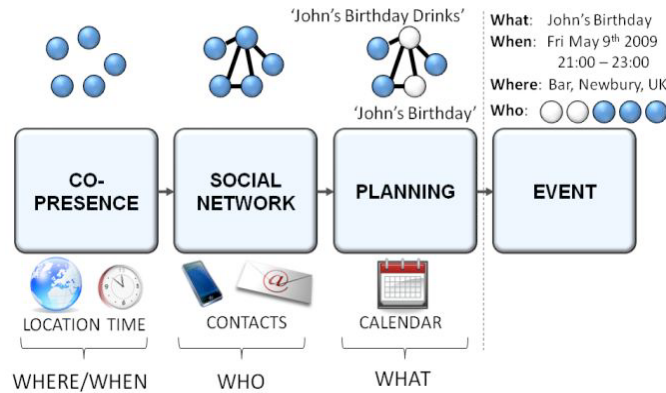 'John's Birthday Drinks'
'John's Birthday'
What: John's Birthday
When: Fri May 9th 2009
21:00 – 23:00
Where: Bar, Newbury, UK
Who:
CO-
PRESENCE
SOCIAL
NETWORK
PLANNING
EVENT
@
LOCATION TIME
CONTACTS
CALENDAR
WHERE/WHEN
WHO
WHAT